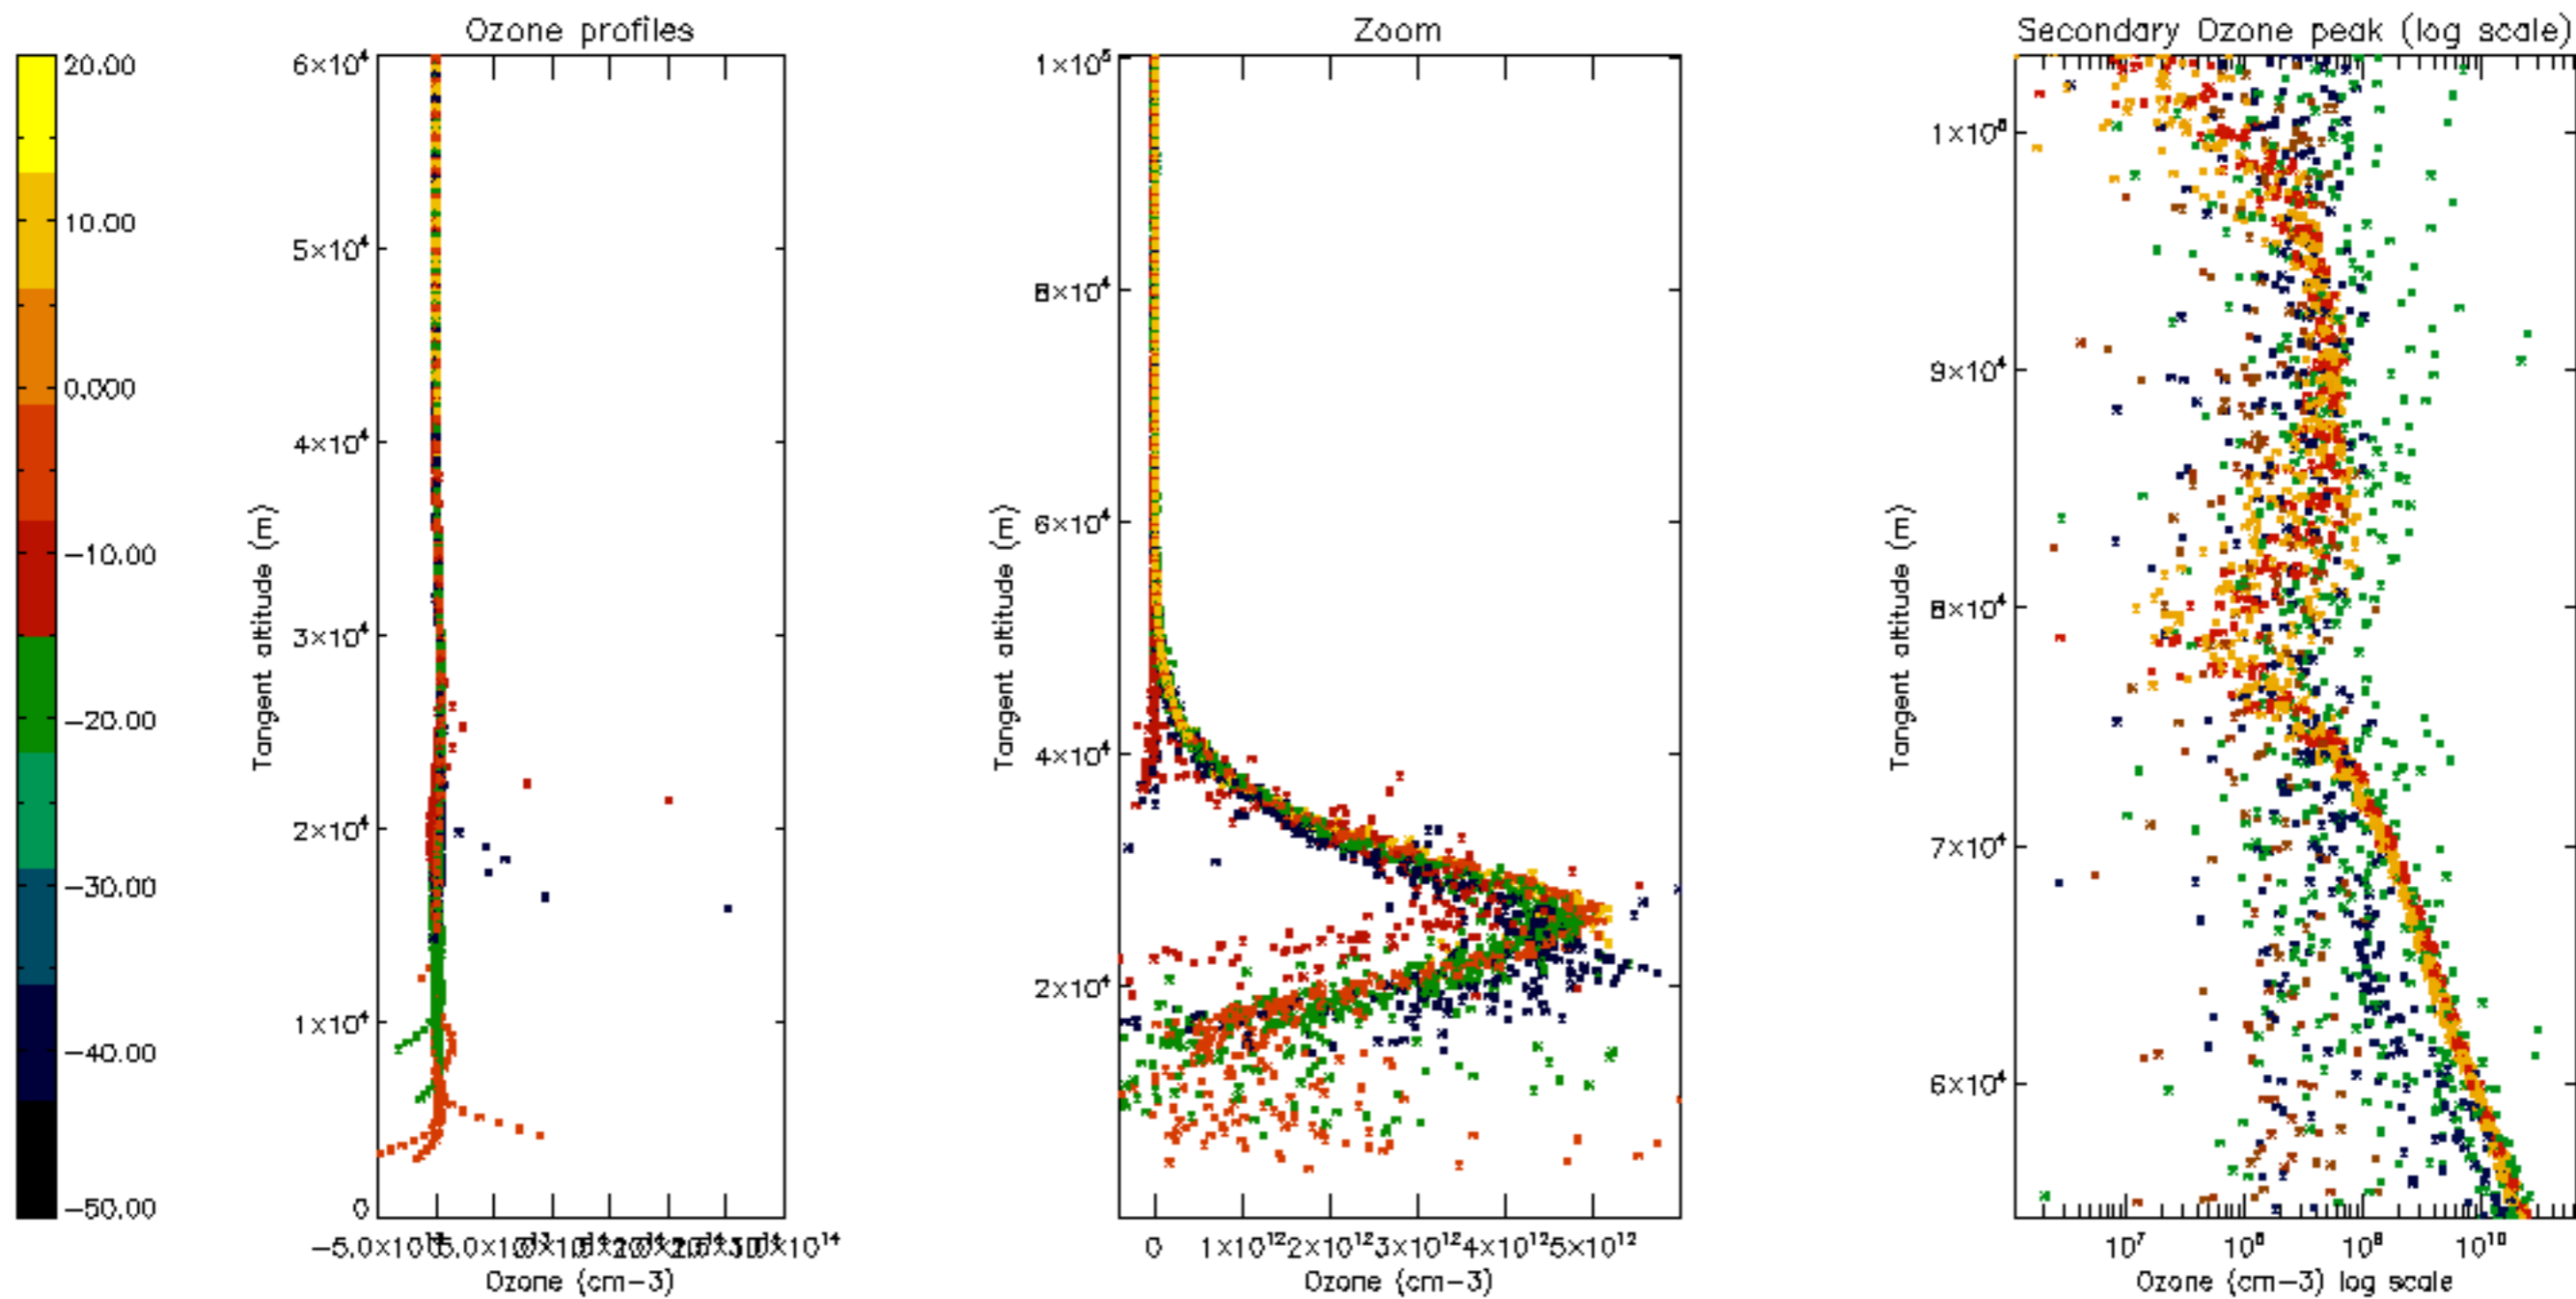 Ozone profiles
Zoom
Secondary Ozone peak (log scale)
20.00
10.00
0.000
−10.00
−20.00
−30.00
−40.00
−50.00
Tangent altitude (m)
6×10⁴
5×10⁴
4×10⁴
3×10⁴
2×10⁴
1×10⁴
0
Ozone (cm−3)
Tangent altitude (m)
1×10⁵
8×10⁴
6×10⁴
4×10⁴
2×10⁴
0 1×10¹² 2×10¹² 3×10¹² 4×10¹² 5×10¹²
Ozone (cm−3)
Tangent altitude (m)
9×10⁴
8×10⁴
7×10⁴
6×10⁴
10⁷ 10⁸ 10⁹ 10¹⁰
Ozone (cm−3) log scale